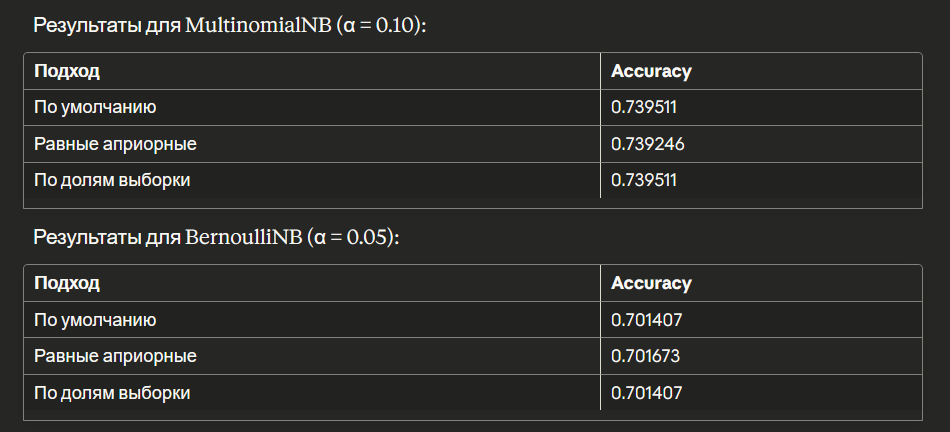 Результаты для MultinomialNB (α = 0.10):
Подход Accuracy
По умолчанию 0.739511
Равные априорные 0.739246
По долям выборки 0.739511
Результаты для BernoulliNB (α = 0.05):
Подход Accuracy
По умолчанию 0.701407
Равные априорные 0.701673
По долям выборки 0.701407